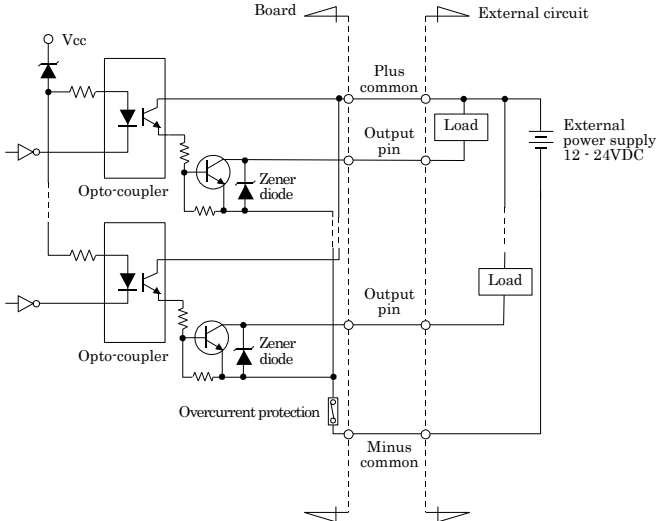 Board
External circuit
Vcc
Plus
common
Output
pin
Load
External
power supply
12 - 24VDC
Zener
diode
Opto-coupler
Load
Output
pin
Zener
diode
Opto-coupler
Overcurrent protection
Minus
common